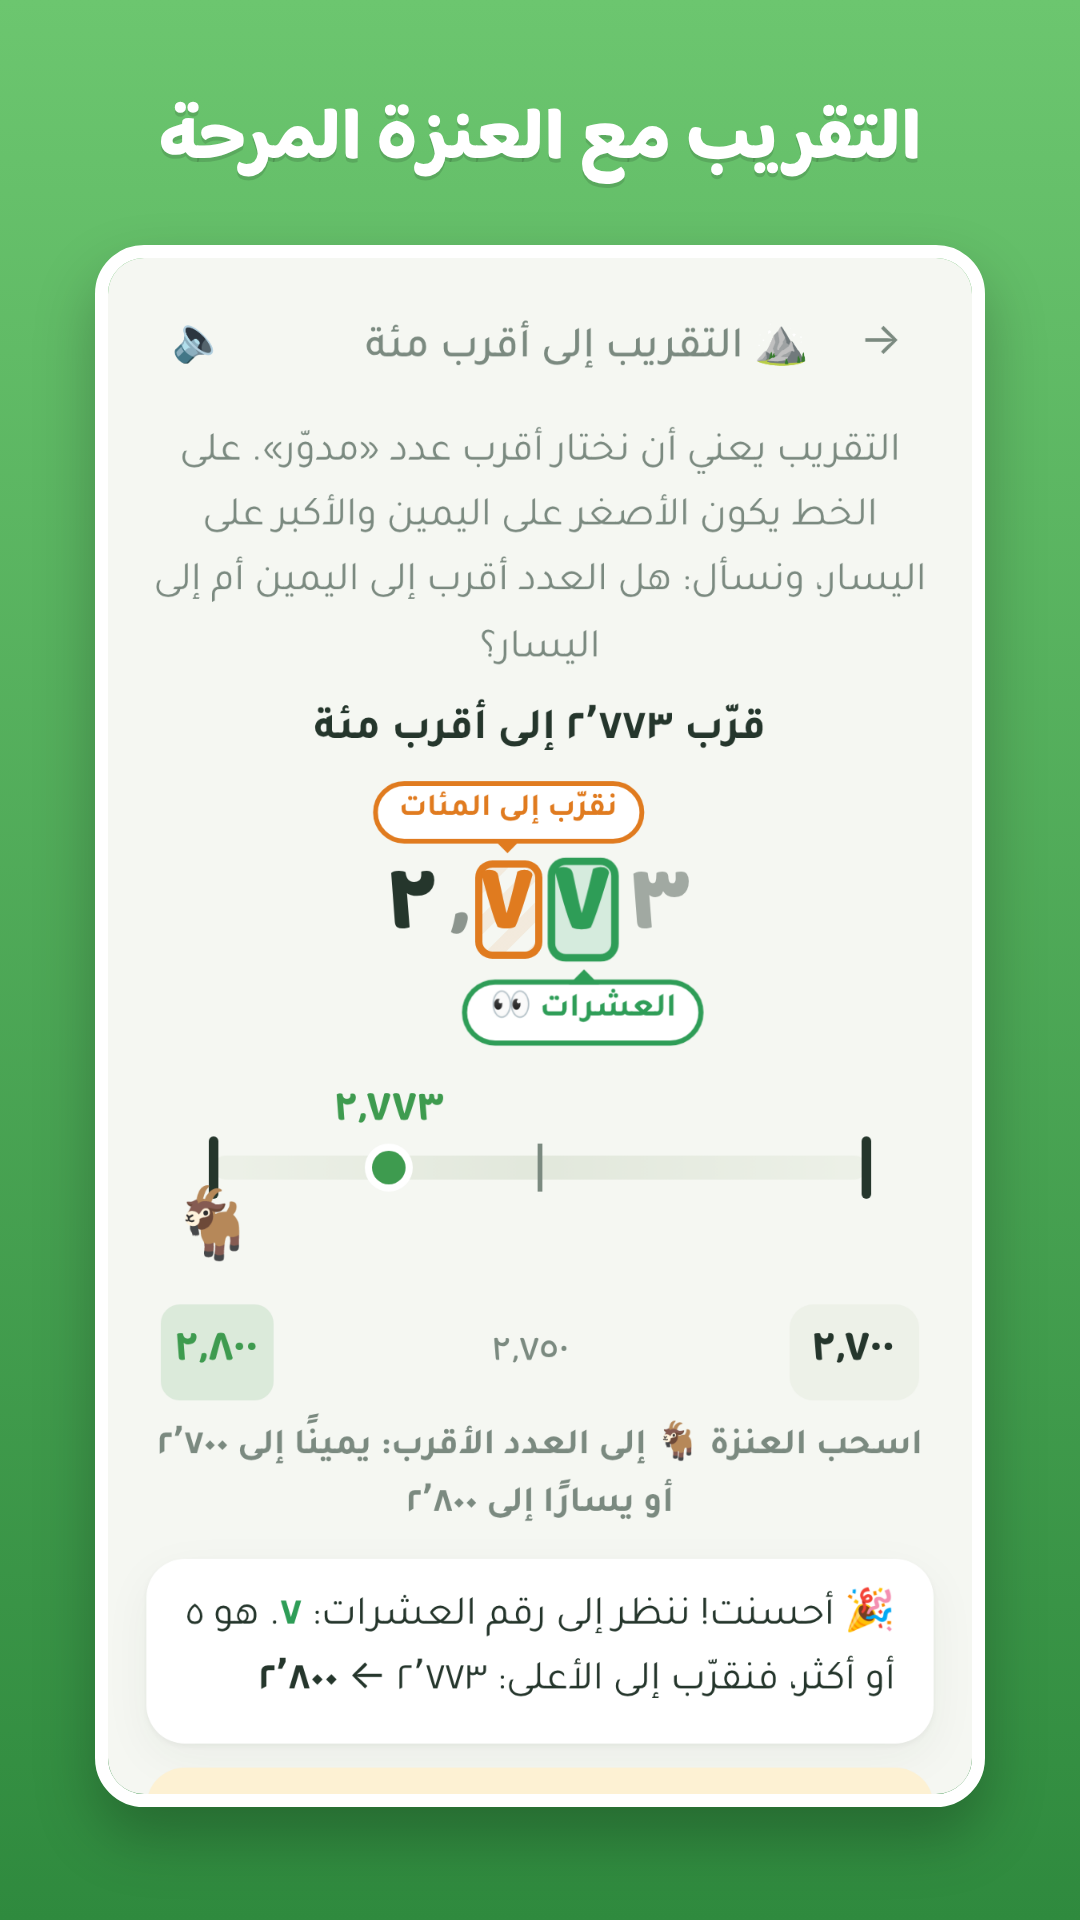 التقريب مع العنزة المرحة
التقريب إلى أقرب مئة
التقريب يعني أن نختار أقرب عدد «مدوّر». على
الخط يكون الأصغر على اليمين والأكبر على
اليسار، ونسأل: هل العدد أقرب إلى اليمين أم إلى
اليسار؟
قرّب ٢٬٧٧٣ إلى أقرب مئة
نقرّب إلى المئات
٢,٧٧٣
العشرات 👀
٢,٧٧٣
٢,٧٠٠
٢,٧٥٠
٢,٨٠٠
اسحب العنزة 🐐 إلى العدد الأقرب: يمينًا إلى ٢٬٧٠٠
أو يسارًا إلى ٢٬٨٠٠
🎉 أحسنت! ننظر إلى رقم العشرات: ٧. هو ٥
أو أكثر، فنقرّب إلى الأعلى: ٢٬٧٧٣ ← ٢٬٨٠٠